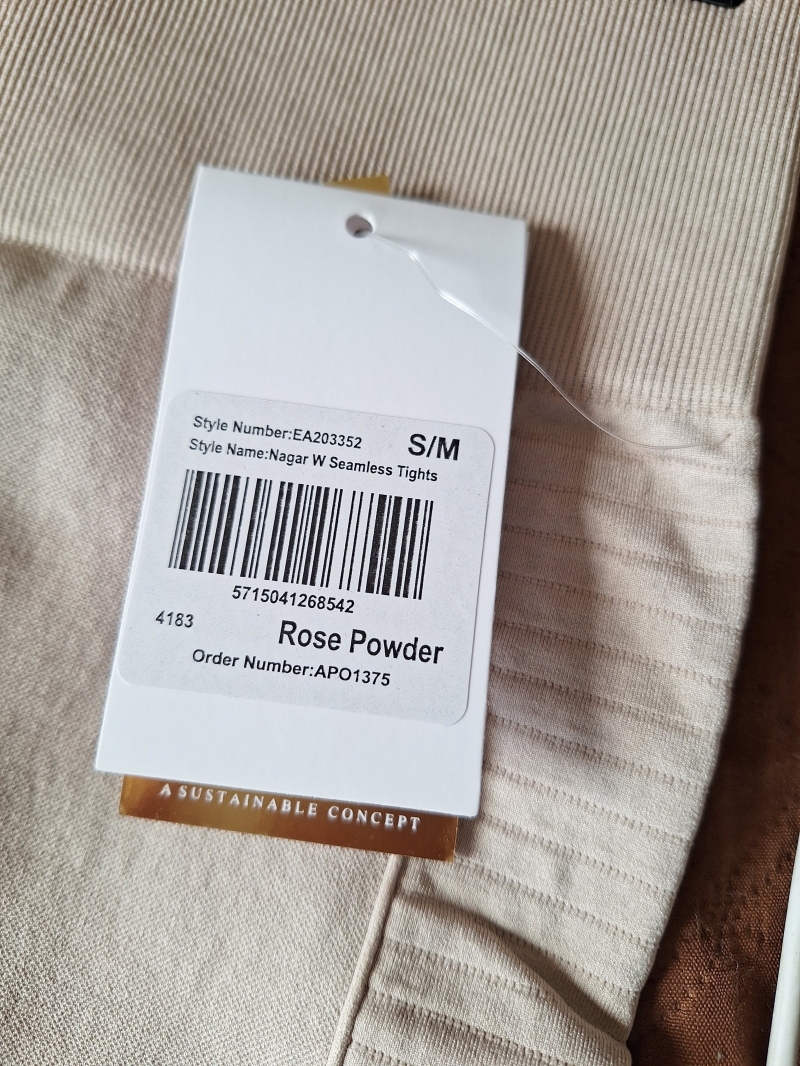 Style Number:EA203352
S/M
Style Name:Nagar W Seamless Tights
5715041268542
4183
Rose Powder
Order Number:APO1375
A SUSTAINABLE CONCEPT